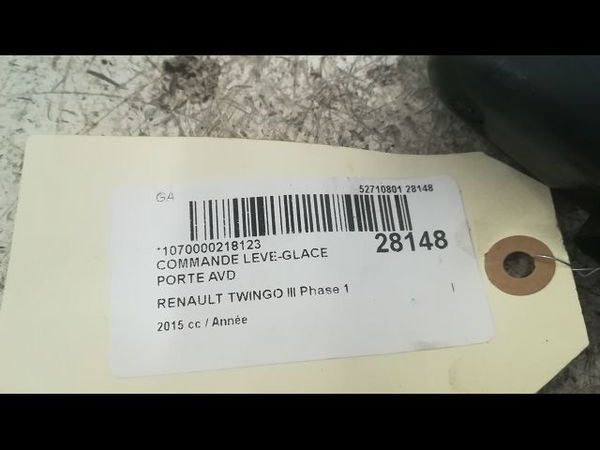 GA
52710801 28148
*1070000218123
28148
COMMANDE LEVE-GLACE
PORTE AVD
RENAULT TWINGO III Phase 1
I
2015 cc / Année